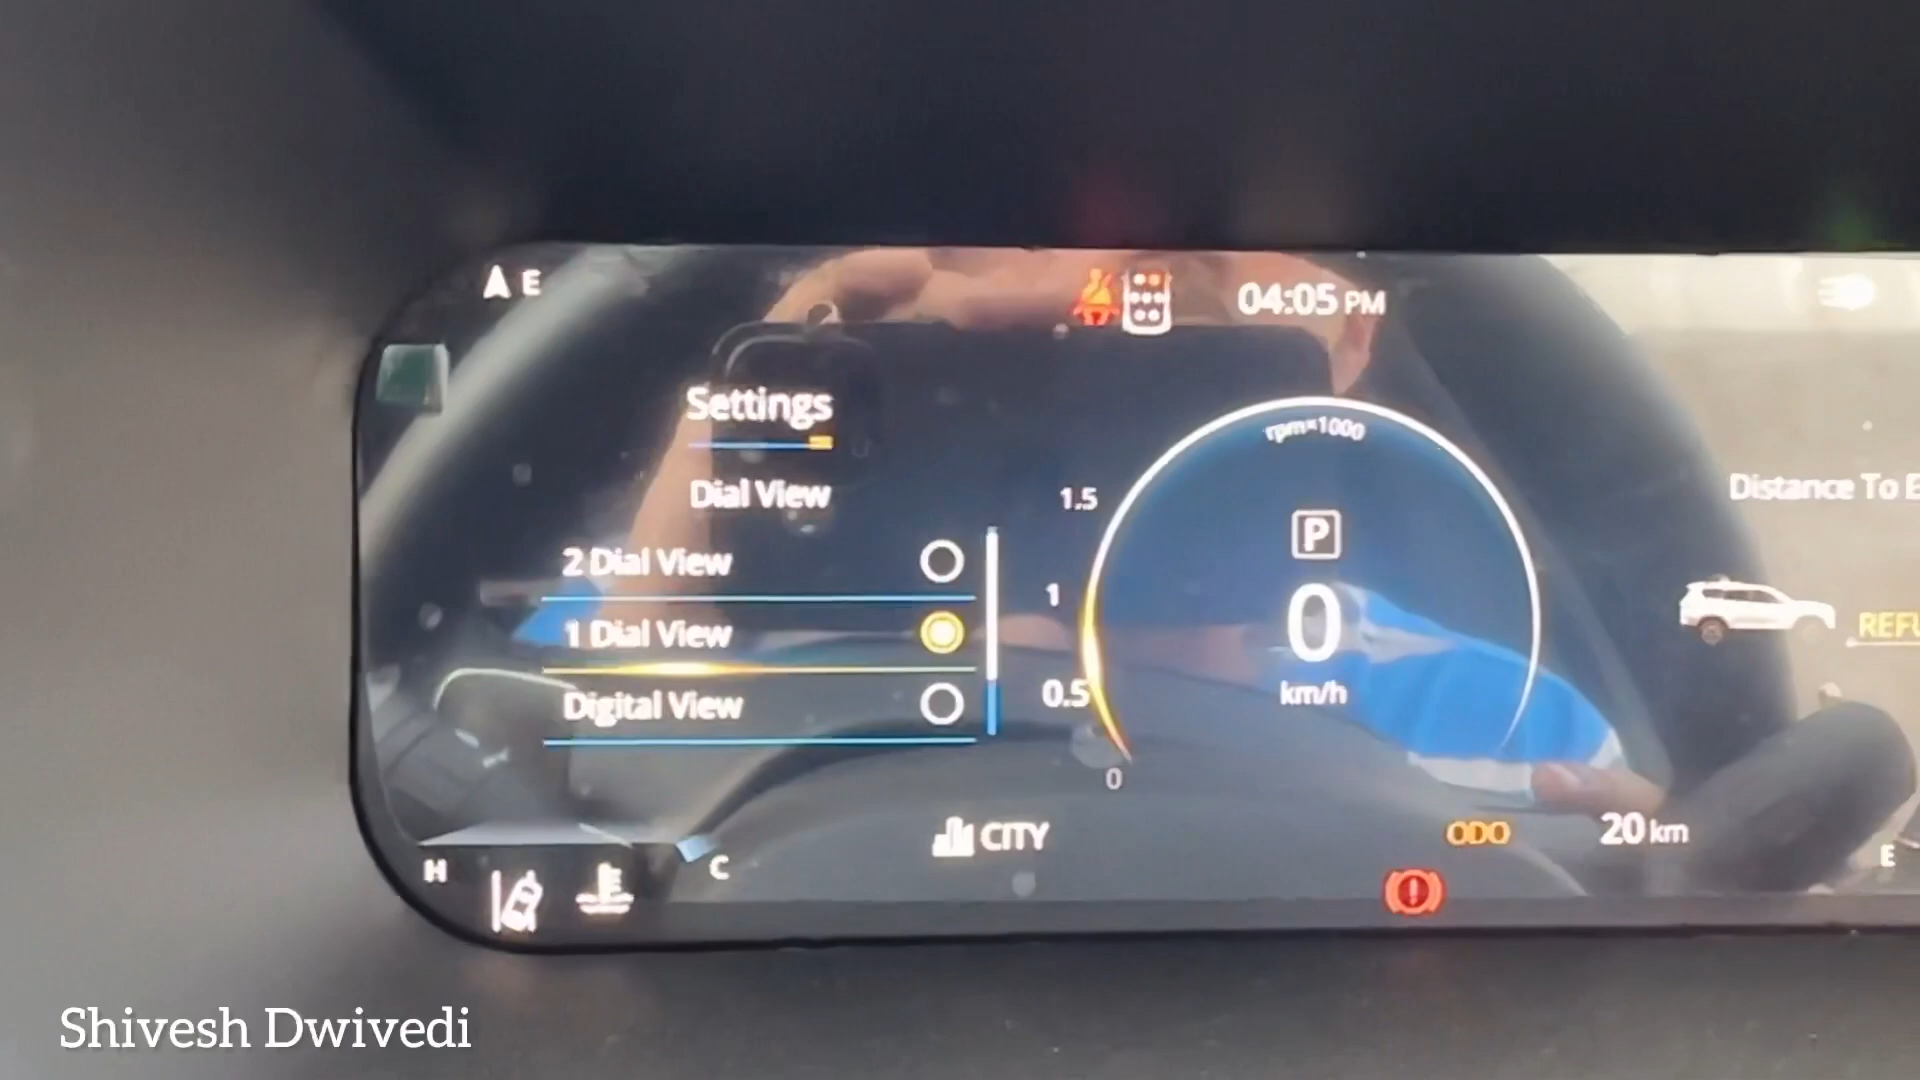 E
04:05 PM
Settings
Dial View
2 Dial View
1 Dial View
Digital View
rpm×1000
1.5
1
0.5
0
P
0
km/h
Distance To E
REFU
CITY
ODO
20 km
H
C
E
Shivesh Dwivedi